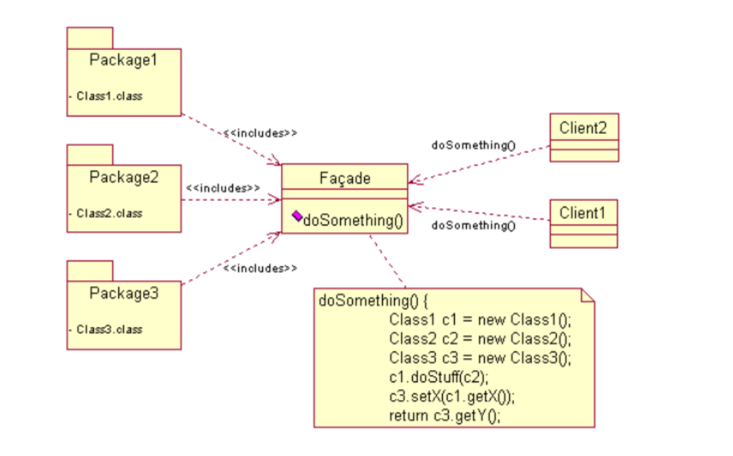 Package1
- Class1.class
<<includes>>
Package2
- Class2.class
<<includes>>
Package3
- Class3.class
<<includes>>
Façade
doSomething()
Client2
doSomething()
Client1
doSomething()
doSomething() {
Class1 c1 = new Class1();
Class2 c2 = new Class2();
Class3 c3 = new Class3();
c1.doStuff(c2);
c3.setX(c1.getX());
return c3.getY();